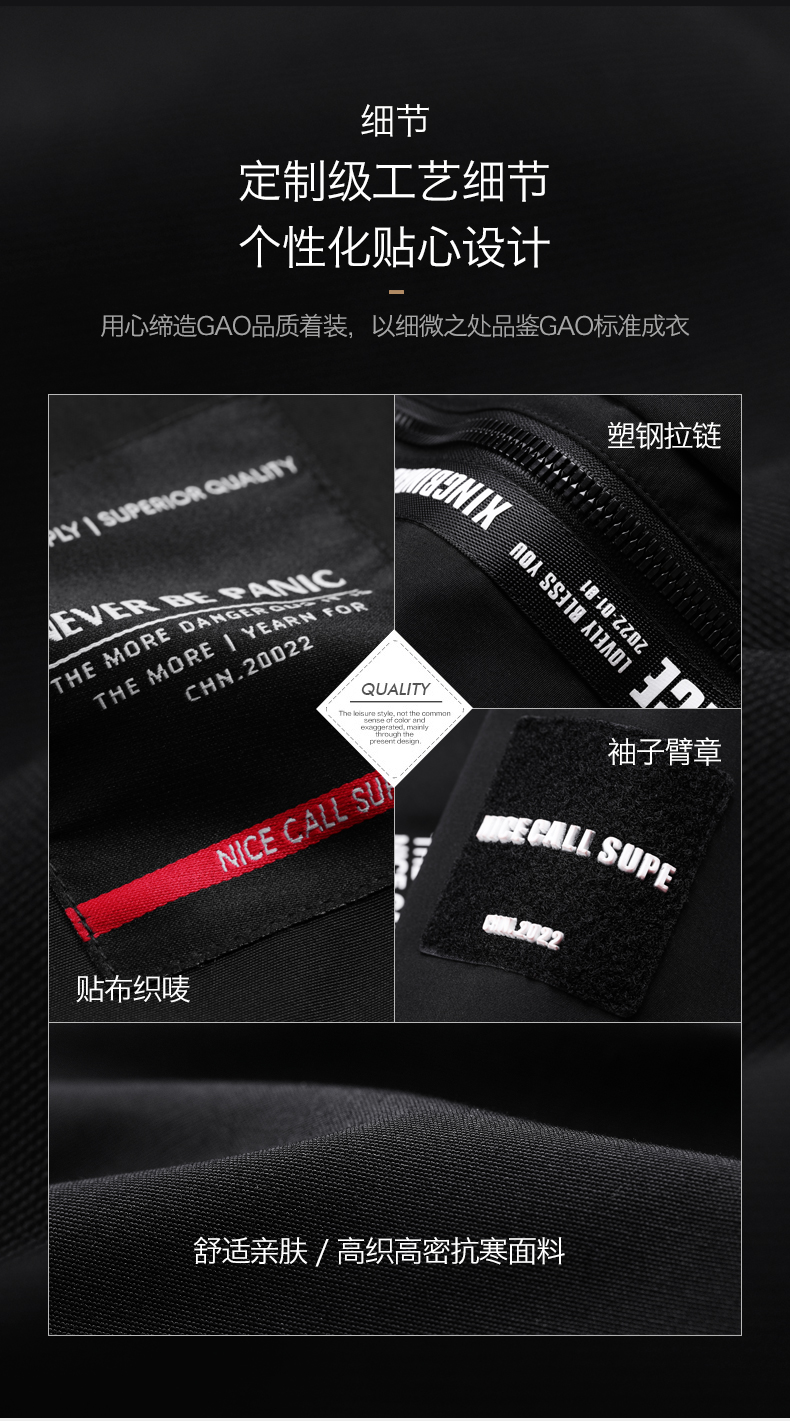 细节
定制级工艺细节
个性化贴心设计
用心缔造GAO品质着装，以细微之处品鉴GAO标准成衣
PLY | SUPERIOR QUALITY
NEVER BE PANIC
THE MORE DANGEROUS IT IS
THE MORE | YEARN FOR
CHN.20022
NICE CALL SUP
贴布织唛
塑钢拉链
LOVELY BLESS YOU
2022-01-01
QUALITY
The leisure style, not the common
sense of color and
exaggerated, mainly
through the
present design.
袖子臂章
NICE CALL SUPE
CHN.2022
舒适亲肤 / 高织高密抗寒面料